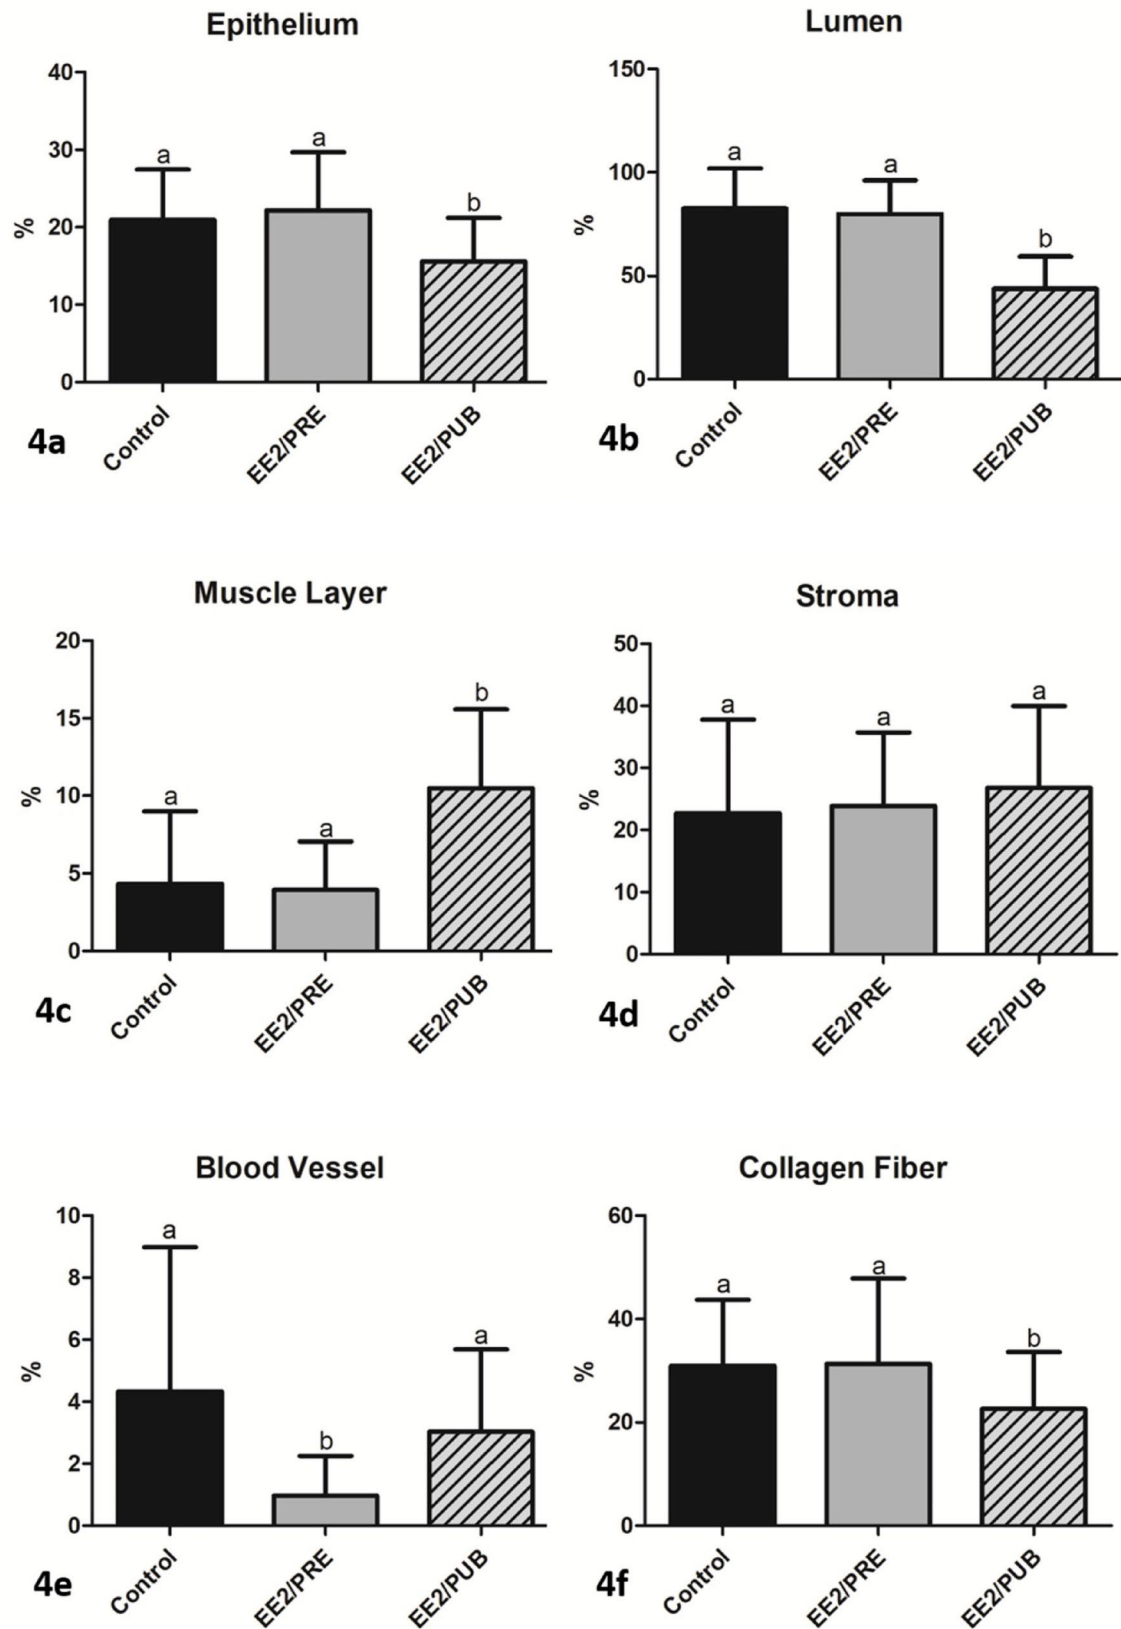 Epithelium
%
40
30
20
10
0
a
a
b
Control
EE2/PRE
EE2/PUB
4a
Lumen
%
150
100
50
0
a
a
b
Control
EE2/PRE
EE2/PUB
4b
Muscle Layer
%
20
15
10
5
0
a
a
b
Control
EE2/PRE
EE2/PUB
4c
Stroma
%
50
40
30
20
10
0
a
a
a
Control
EE2/PRE
EE2/PUB
4d
Blood Vessel
%
10
8
6
4
2
0
a
b
a
Control
EE2/PRE
EE2/PUB
4e
Collagen Fiber
%
60
40
20
0
a
a
b
Control
EE2/PRE
EE2/PUB
4f